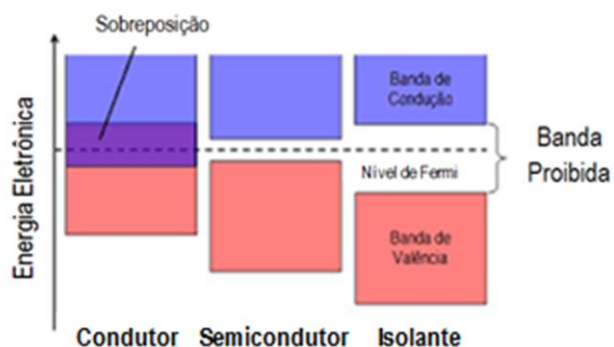 Sobreposição
Energia Eletrônica
Banda de
Condução
Banda
Proibida
Nível de Fermi
Banda de
Valência
Condutor Semicondutor Isolante